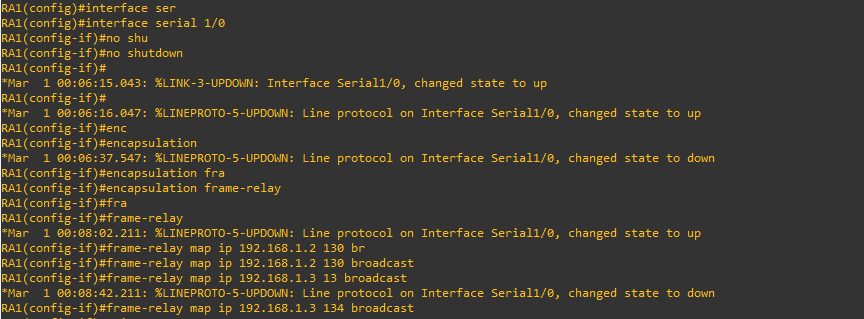 RA1(config)#interface ser
RA1(config)#interface serial 1/0
RA1(config-if)#no shu
RA1(config-if)#no shutdown
RA1(config-if)#
*Mar  1 00:06:15.043: %LINK-3-UPDOWN: Interface Serial1/0, changed state to up
RA1(config-if)#
*Mar  1 00:06:16.047: %LINEPROTO-5-UPDOWN: Line protocol on Interface Serial1/0, changed state to up
RA1(config-if)#enc
RA1(config-if)#encapsulation
*Mar  1 00:06:37.547: %LINEPROTO-5-UPDOWN: Line protocol on Interface Serial1/0, changed state to down
RA1(config-if)#encapsulation fra
RA1(config-if)#encapsulation frame-relay
RA1(config-if)#fra
RA1(config-if)#frame-relay
*Mar  1 00:08:02.211: %LINEPROTO-5-UPDOWN: Line protocol on Interface Serial1/0, changed state to up
RA1(config-if)#frame-relay map ip 192.168.1.2 130 br
RA1(config-if)#frame-relay map ip 192.168.1.2 130 broadcast
RA1(config-if)#frame-relay map ip 192.168.1.3 13 broadcast
*Mar  1 00:08:42.211: %LINEPROTO-5-UPDOWN: Line protocol on Interface Serial1/0, changed state to down
RA1(config-if)#frame-relay map ip 192.168.1.3 134 broadcast